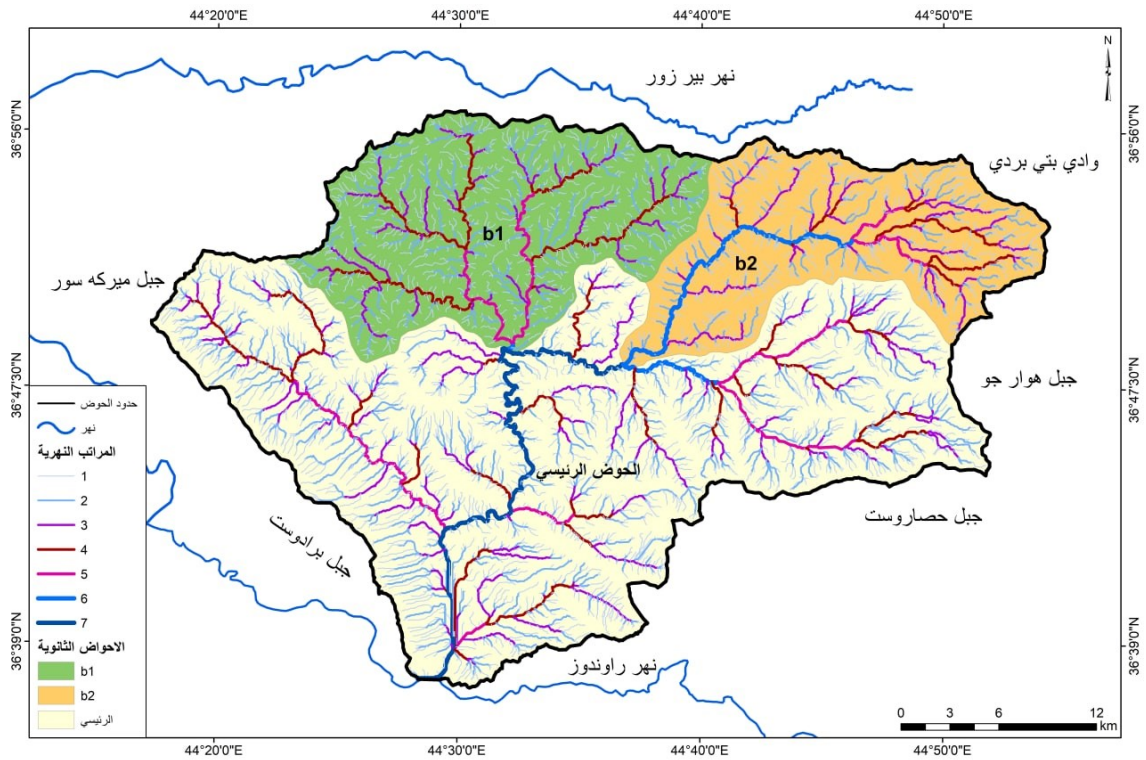 44°20'0"E
44°30'0"E
44°40'0"E
44°50'0"E
N
نهر بير زور
36°56'0"N
36°56'0"N
وادي بتي بردي
b1
b2
جبل ميركه سور
جبل هوار جو
36°47'30"N
36°47'30"N
الحوض الرئيسي
جبل حصاروست
جبل برادوست
نهر راوندوز
36°39'0"N
36°39'0"N
حدود الحوض
نهر
المراتب النهرية
1
2
3
4
5
6
7
الاحواض الثانوية
b1
b2
الرئيسي
0 3 6 12
km
44°20'0"E
44°30'0"E
44°40'0"E
44°50'0"E